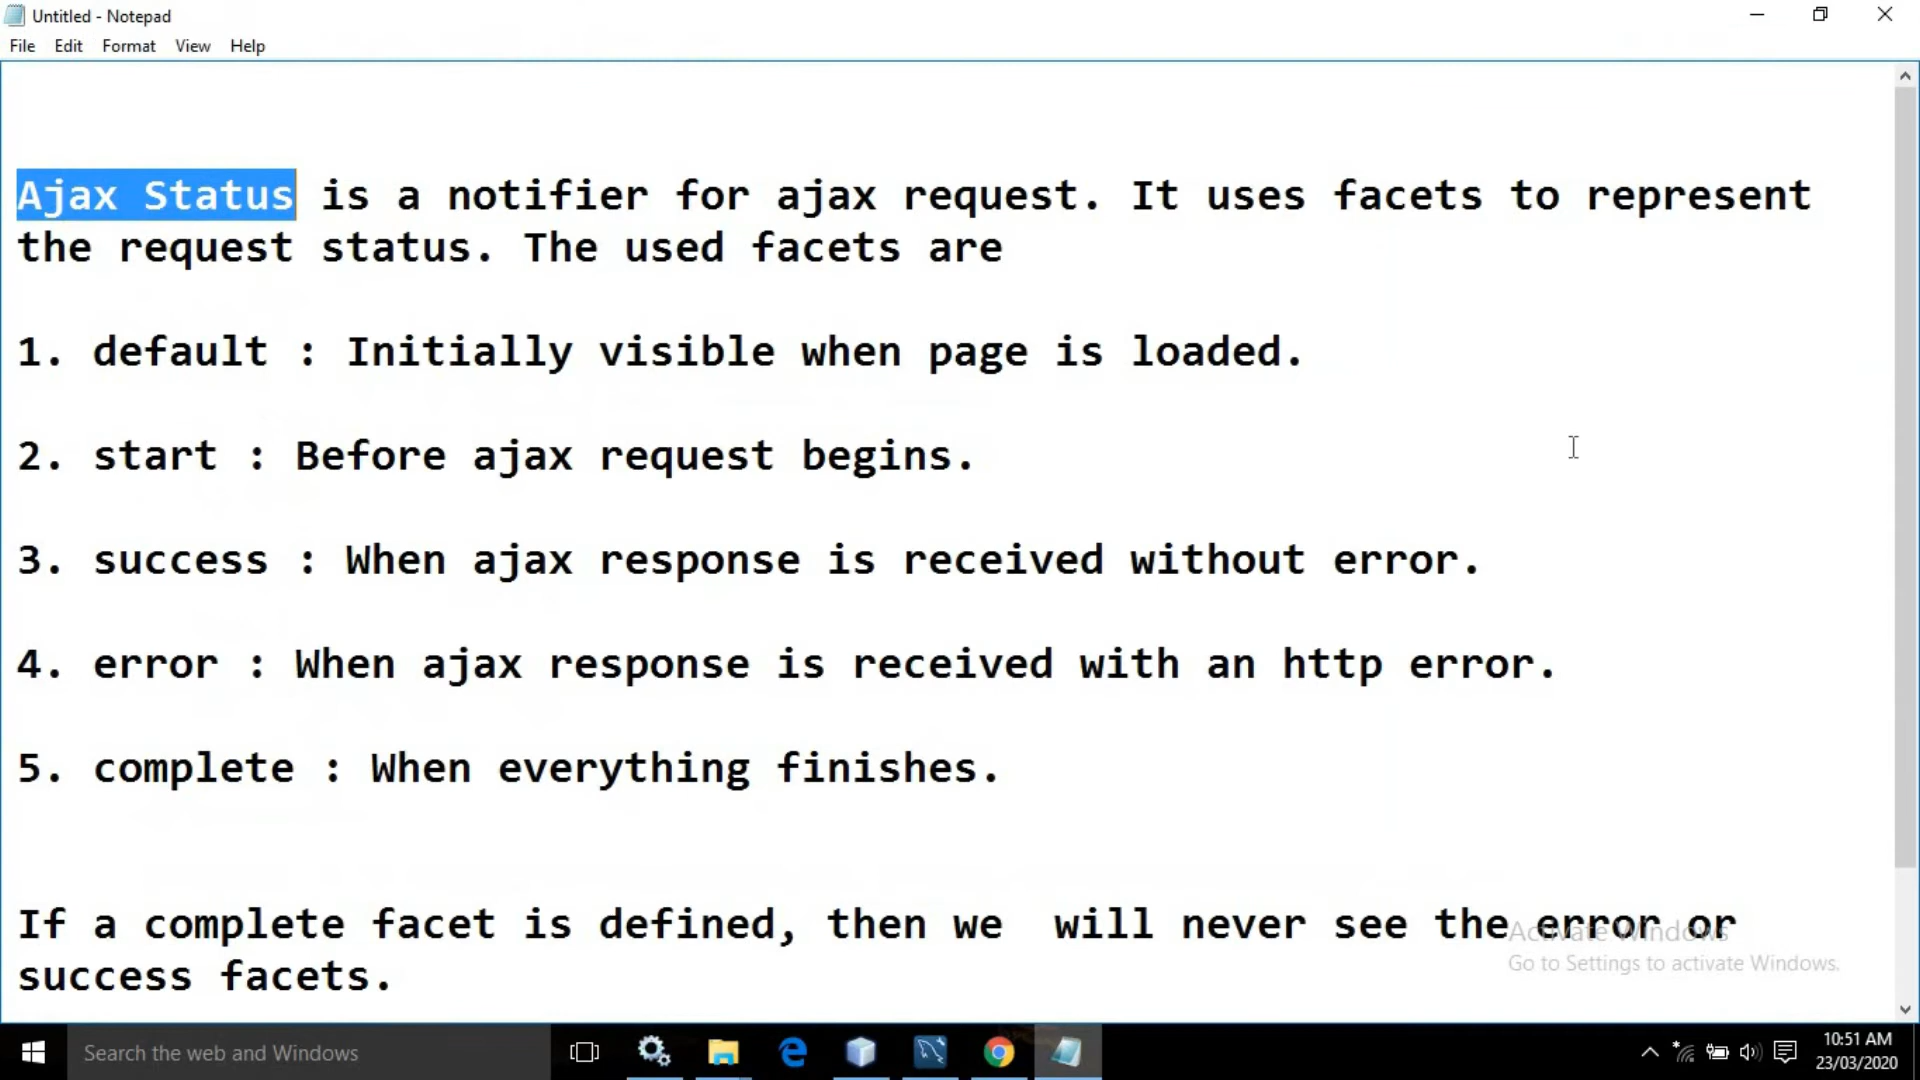 Untitled - Notepad
File Edit Format View Help
Ajax Status is a notifier for ajax request. It uses facets to represent
the request status. The used facets are
1. default : Initially visible when page is loaded.
2. start : Before ajax request begins.
3. success : When ajax response is received without error.
4. error : When ajax response is received with an http error.
5. complete : When everything finishes.
If a complete facet is defined, then we  will never see the error or
success facets.
Activate Windows
Go to Settings to activate Windows.
Search the web and Windows
10:51 AM
23/03/2020